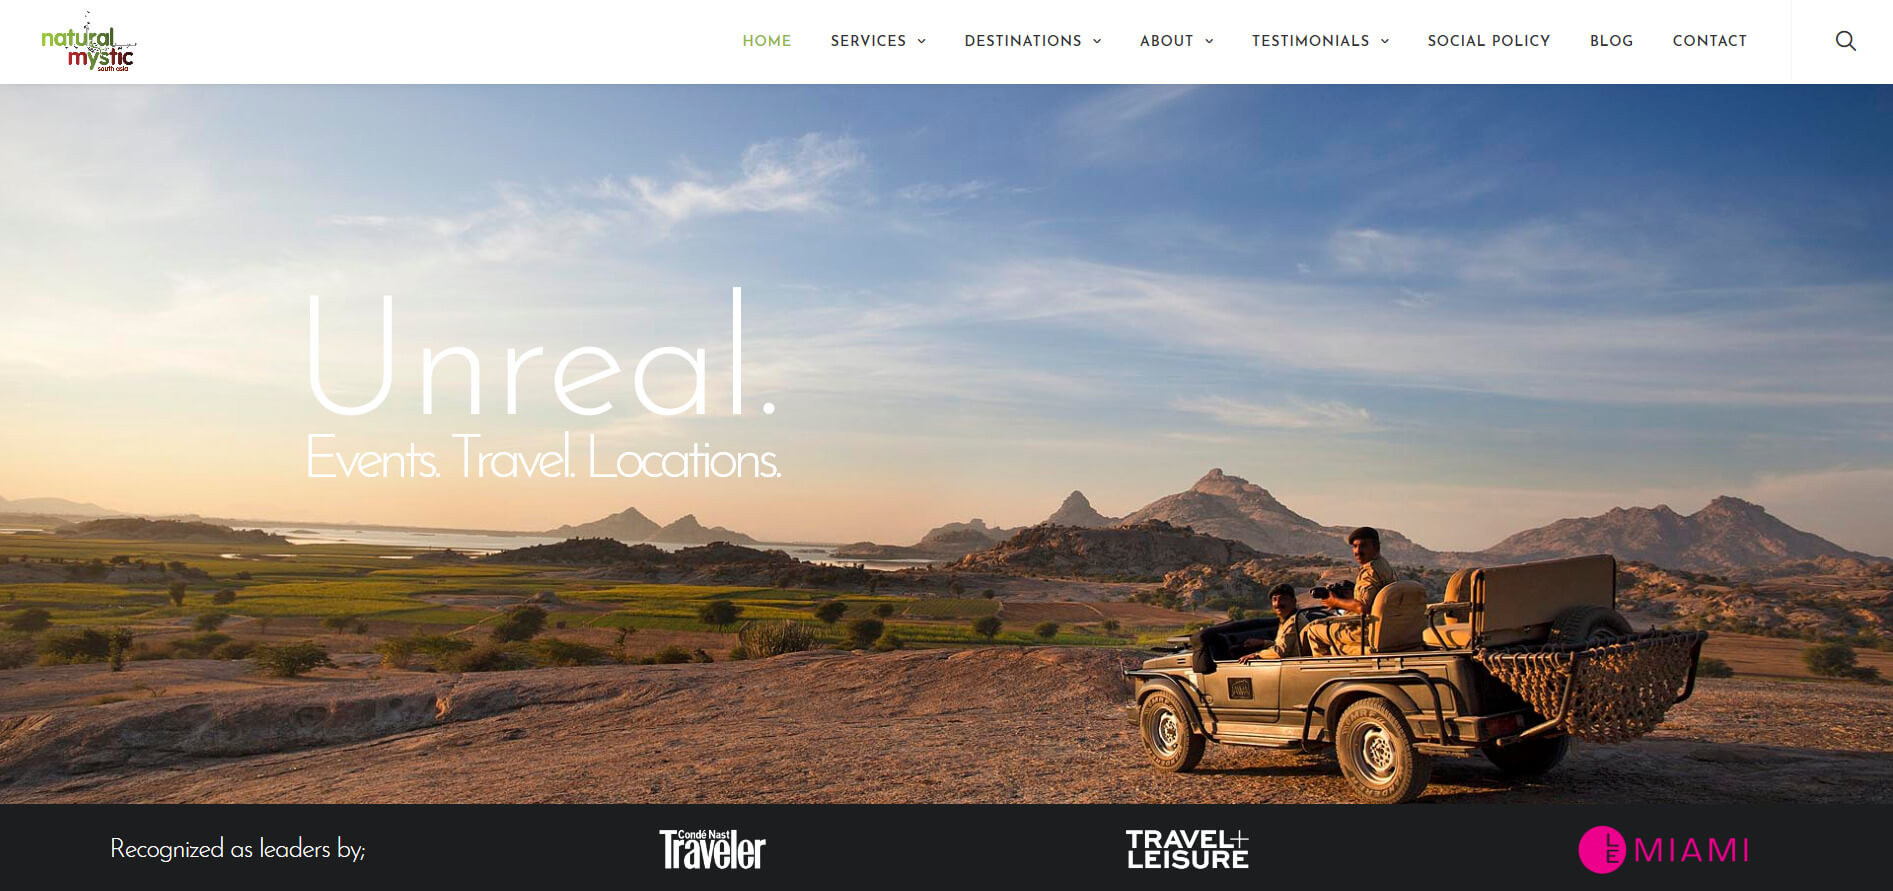 natural
mystic
south asia
HOME
SERVICES
DESTINATIONS
ABOUT
TESTIMONIALS
SOCIAL POLICY
BLOG
CONTACT
Unreal.
Events. Travel. Locations.
Recognized as leaders by;
Condé Nast
Traveler
TRAVEL+
LEISURE
LE
MIAMI